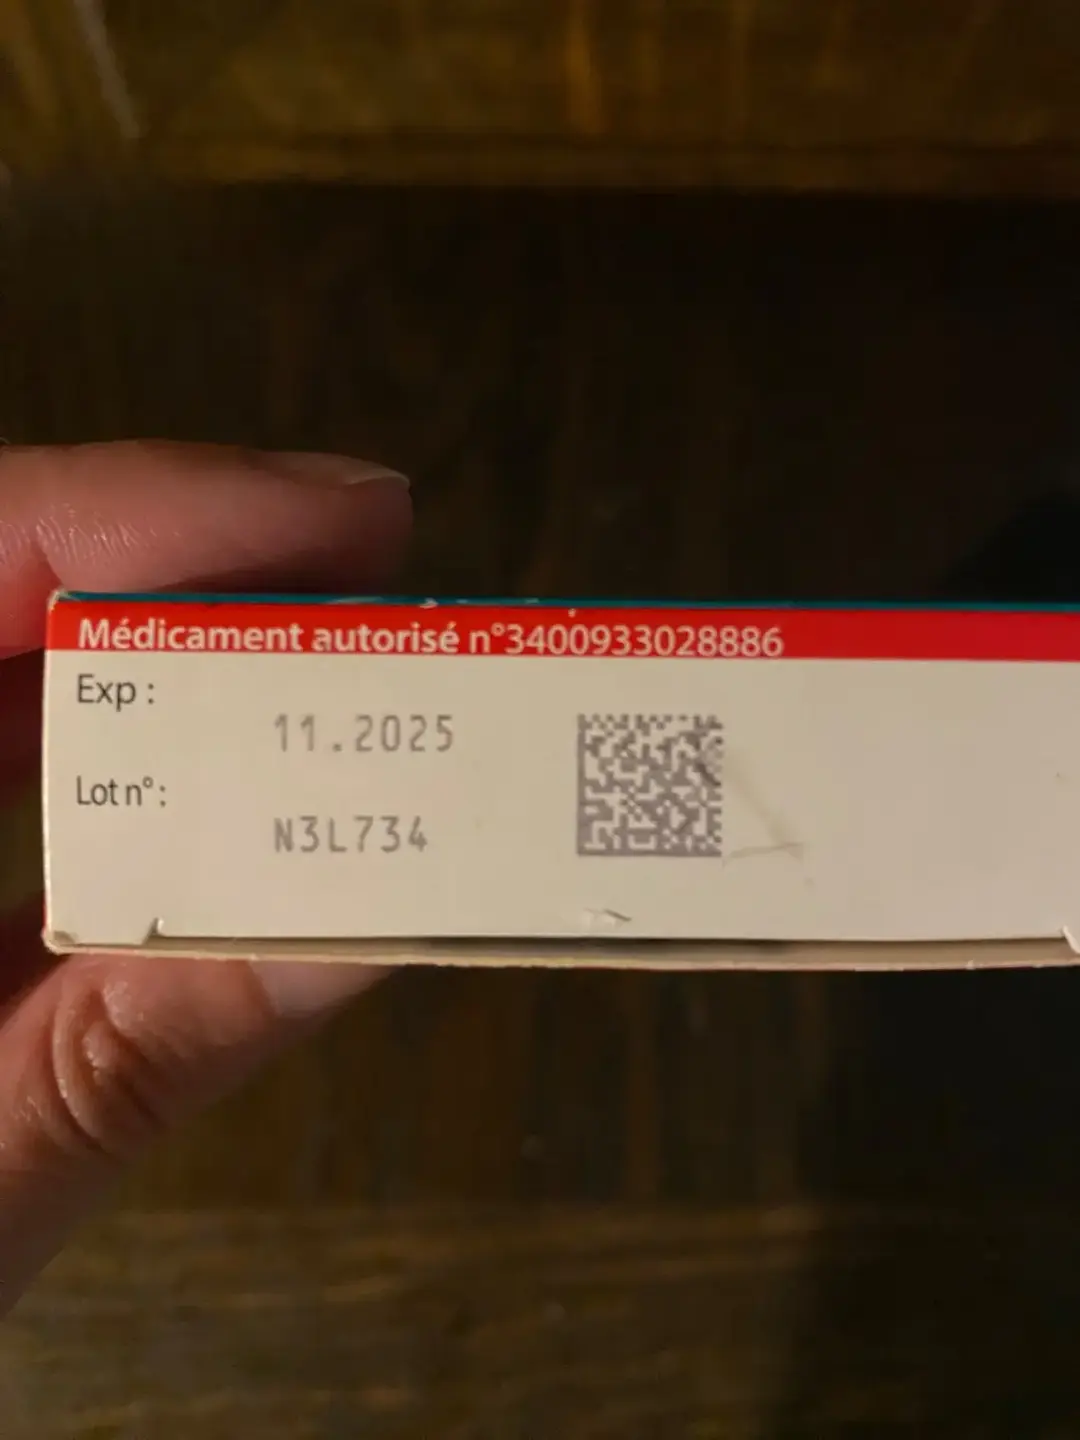 Médicament autorisé n°3400933028886
Exp :
11.2025
Lot n° :
N3L734